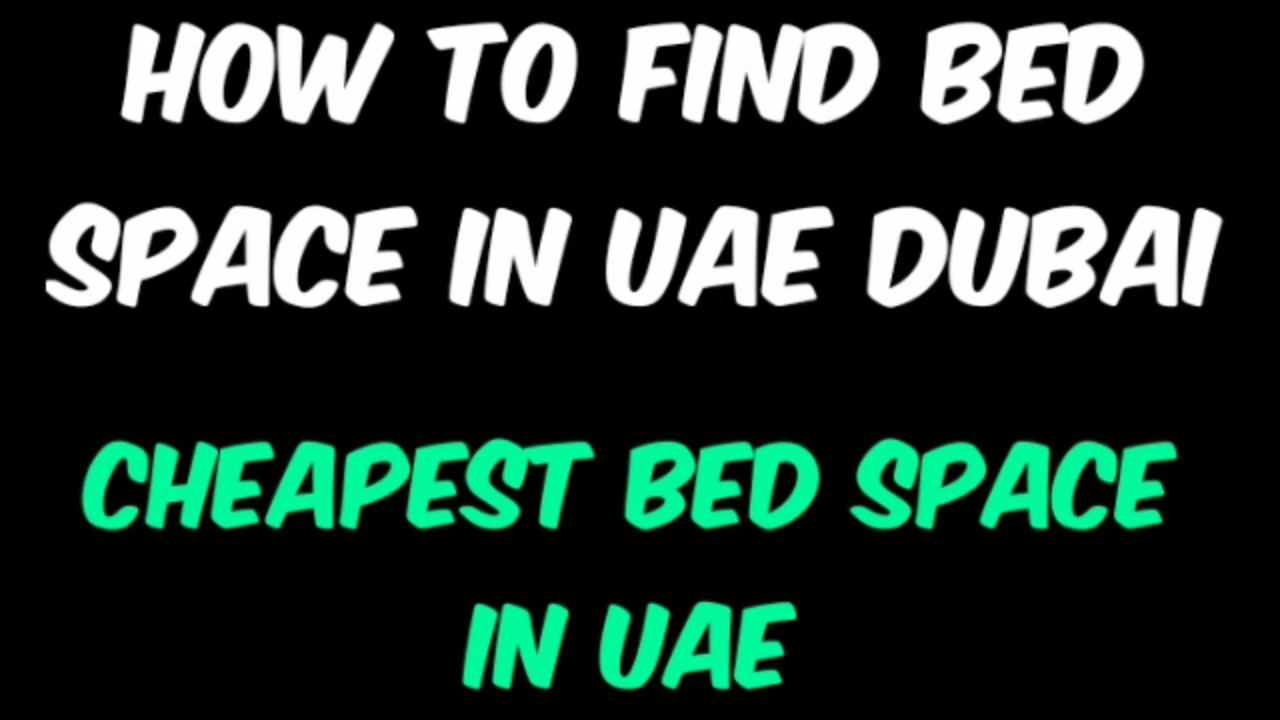 HOW TO FIND BED
SPACE IN UAE DUBAI
CHEAPEST BED SPACE
IN UAE